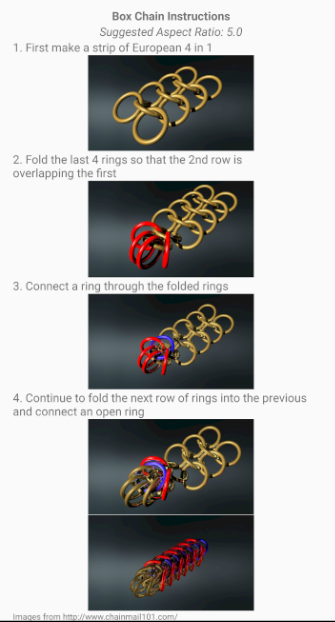 Box Chain Instructions
Suggested Aspect Ratio: 5.0
1. First make a strip of European 4 in 1
2. Fold the last 4 rings so that the 2nd row is
overlapping the first
3. Connect a ring through the folded rings
4. Continue to fold the next row of rings into the previous
and connect an open ring
Images from http://www.chainmail101.com/